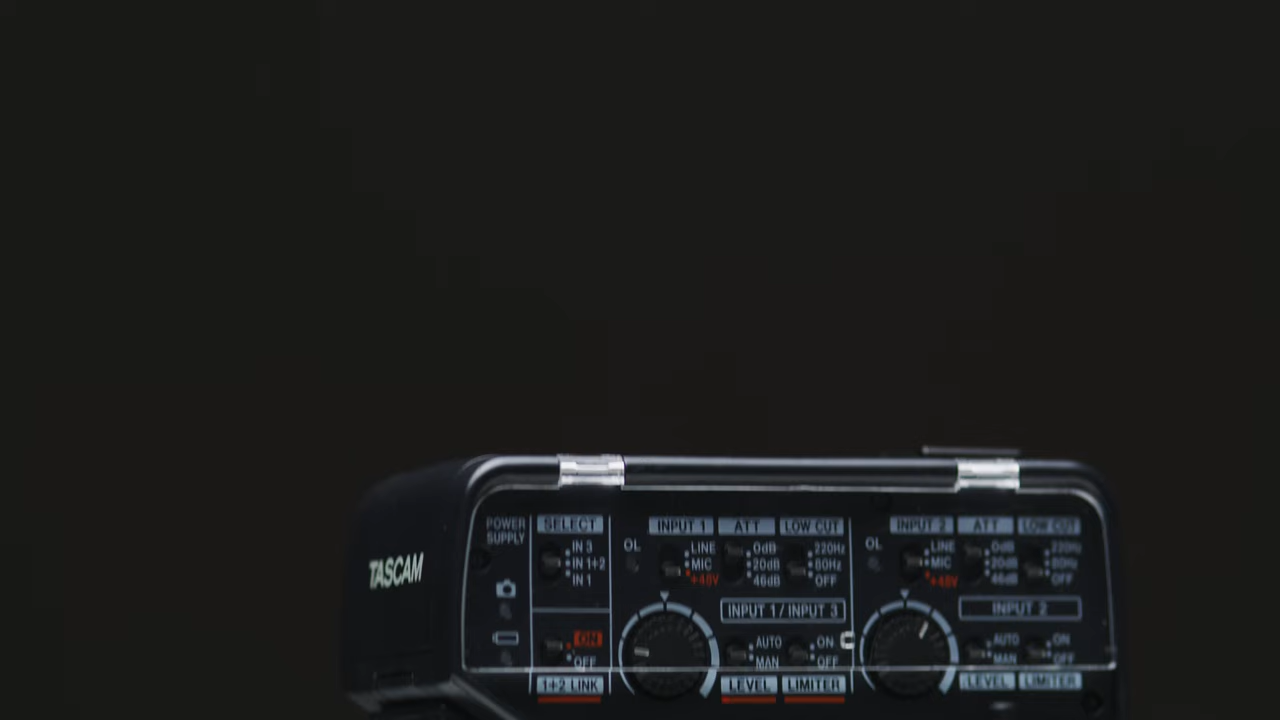 TASCAM
POWER
SUPPLY
SELECT
IN 3
IN 1+2
IN 1
ON
OFF
1+2 LINK
OL
INPUT 1
LINE
MIC
+48V
ATT
0dB
20dB
46dB
LOW CUT
220Hz
80Hz
OFF
INPUT 1 / INPUT 3
AUTO
MAN
LEVEL
ON
OFF
LIMITER
OL
INPUT 2
LINE
MIC
+48V
ATT
0dB
20dB
46dB
LOW CUT
220Hz
80Hz
OFF
INPUT 2
AUTO
MAN
LEVEL
ON
OFF
LIMITER